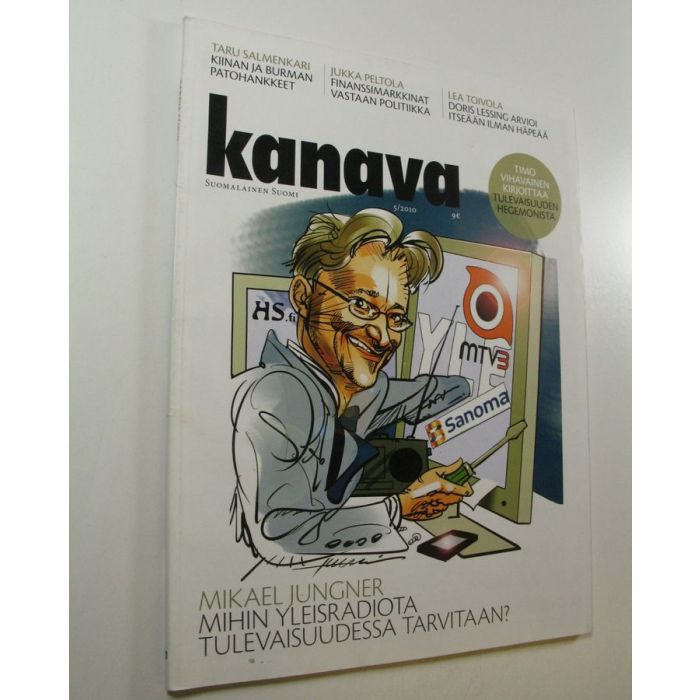 TARU SALMENKARI
KIINAN JA BURMAN
PATOHANKKEET
JUKKA PELTOLA
FINANSSIMARKKINAT
VASTAAN POLITIIKKA
LEA TOIVOLA
DORIS LESSING ARVIOI
ITSEÄÄN ILMAN HÄPEÄÄ
kanava
SUOMALAINEN SUOMI
5/2010
9€
TIMO
VIHAVAINEN
KIRJOITTAA
TULEVAISUUDEN
HEGEMONISTA
HS.fi
YLE
MTV3
Sanoma
MIKAEL JUNGNER
MIHIN YLEISRADIOTA
TULEVAISUUDESSA TARVITAAN?